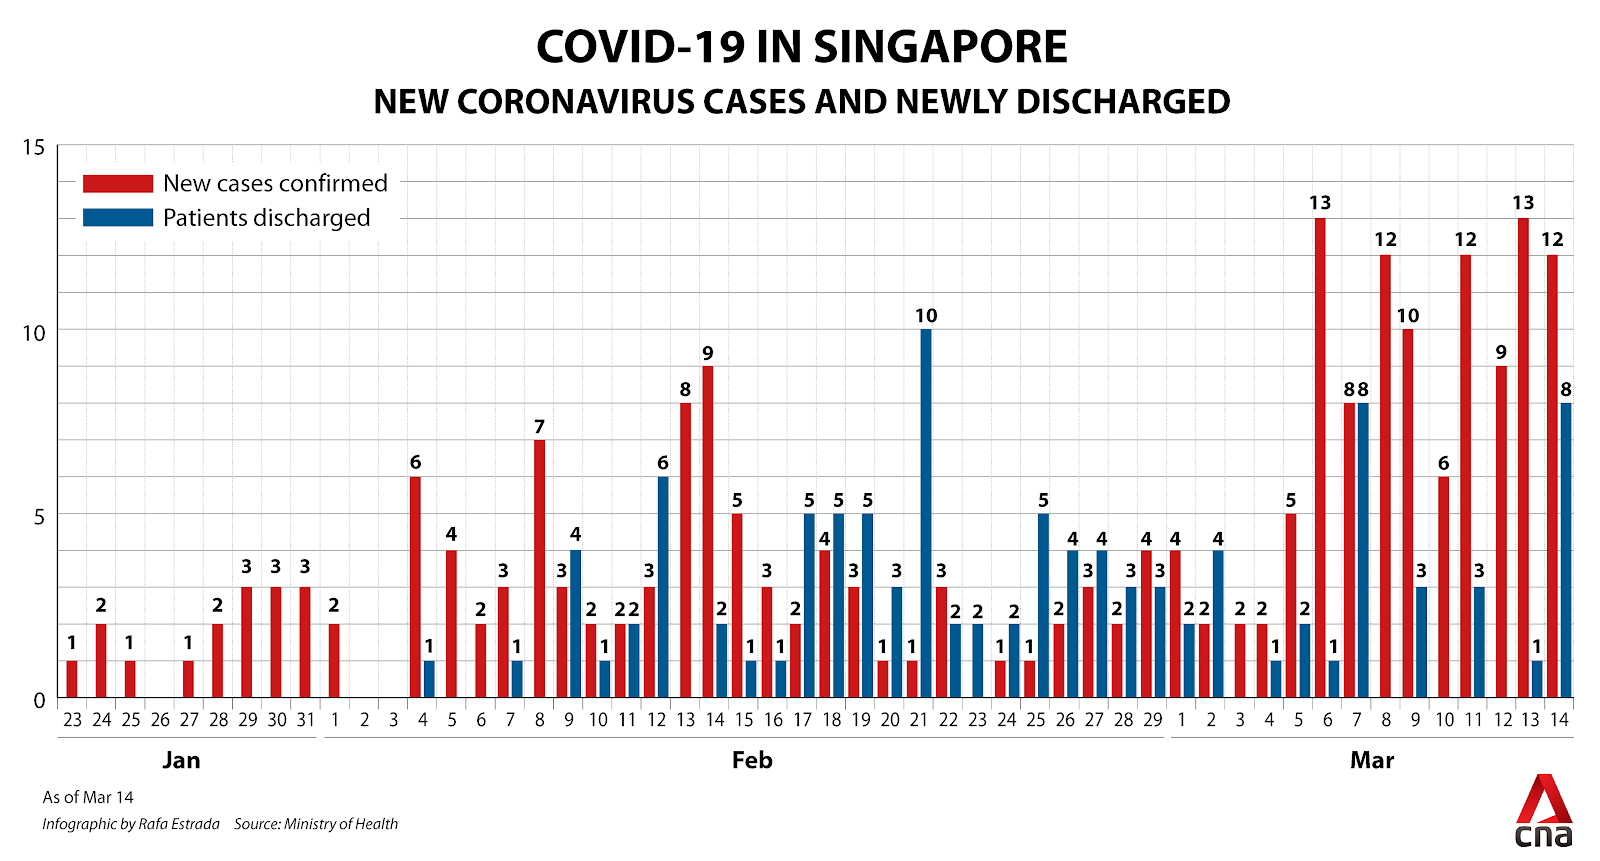 COVID-19 IN SINGAPORE
NEW CORONAVIRUS CASES AND NEWLY DISCHARGED
15
New cases confirmed
Patients discharged
10
5
0
1 2 1 1 2 3 3 3 2 6 1 4 2 3 1 7 3 4 2 1 2 2 3 6 8 9 2 5 1 3 1 2 5 4 5 3 5 1 3 1 10 3 2 2 1 2 1 5 2 4 3 4 2 3 4 3 4 2 2 4 2 2 1 5 2 13 1 8 8 12 10 3 6 12 3 9 13 1 12 8
23 24 25 26 27 28 29 30 31 1 2 3 4 5 6 7 8 9 10 11 12 13 14 15 16 17 18 19 20 21 22 23 24 25 26 27 28 29 1 2 3 4 5 6 7 8 9 10 11 12 13 14
Jan Feb Mar
As of Mar 14
Infographic by Rafa Estrada Source: Ministry of Health
cna